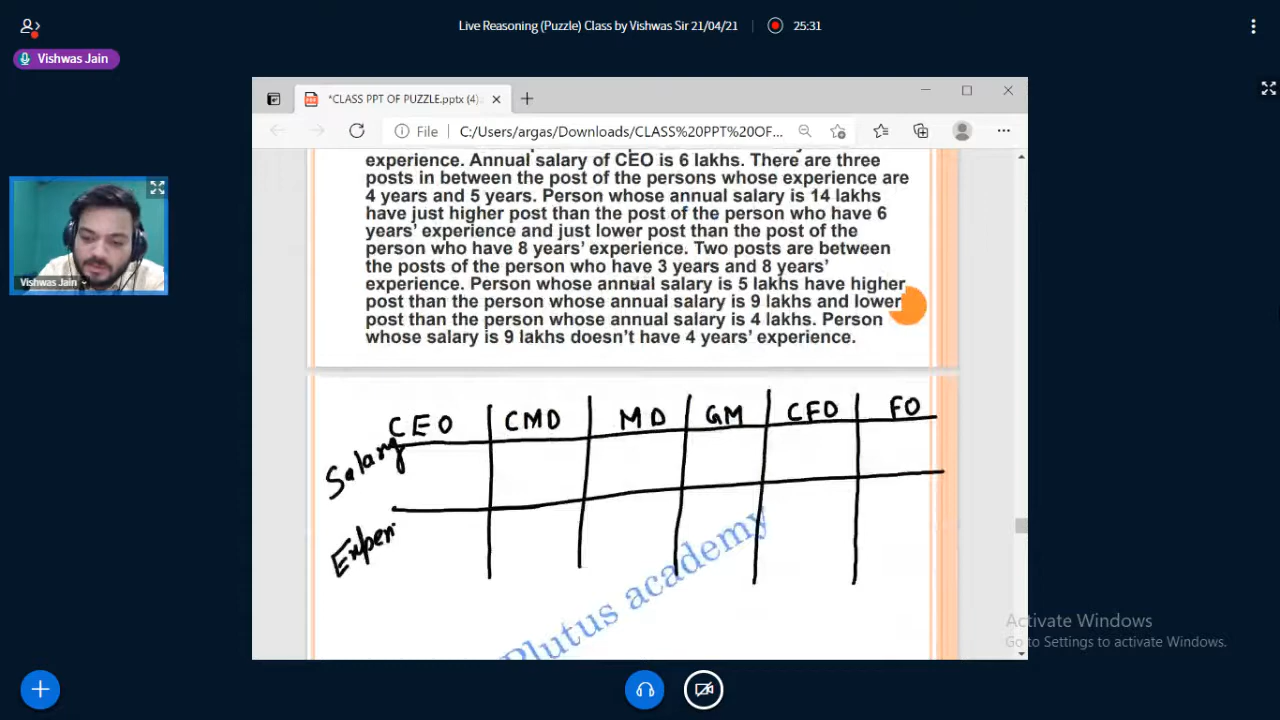 Live Reasoning (Puzzle) Class by Vishwas Sir 21/04/21
25:31
Vishwas Jain
*CLASS PPT OF PUZZLE.pptx (4)
File
C:/Users/argas/Downloads/CLASS%20PPT%20OF...
experience. Annual salary of CEO is 6 lakhs. There are three
posts in between the post of the persons whose experience are
4 years and 5 years. Person whose annual salary is 14 lakhs
have just higher post than the post of the person who have 6
years' experience and just lower post than the post of the
person who have 8 years' experience. Two posts are between
the posts of the person who have 3 years and 8 years'
experience. Person whose annual salary is 5 lakhs have higher
post than the person whose annual salary is 9 lakhs and lower
post than the person whose annual salary is 4 lakhs. Person
whose salary is 9 lakhs doesn't have 4 years' experience.
Vishwas Jain
CEO CMD MD GM CFO FO
Salary
Experi
Plutus academy
Activate Windows
Go to Settings to activate Windows.